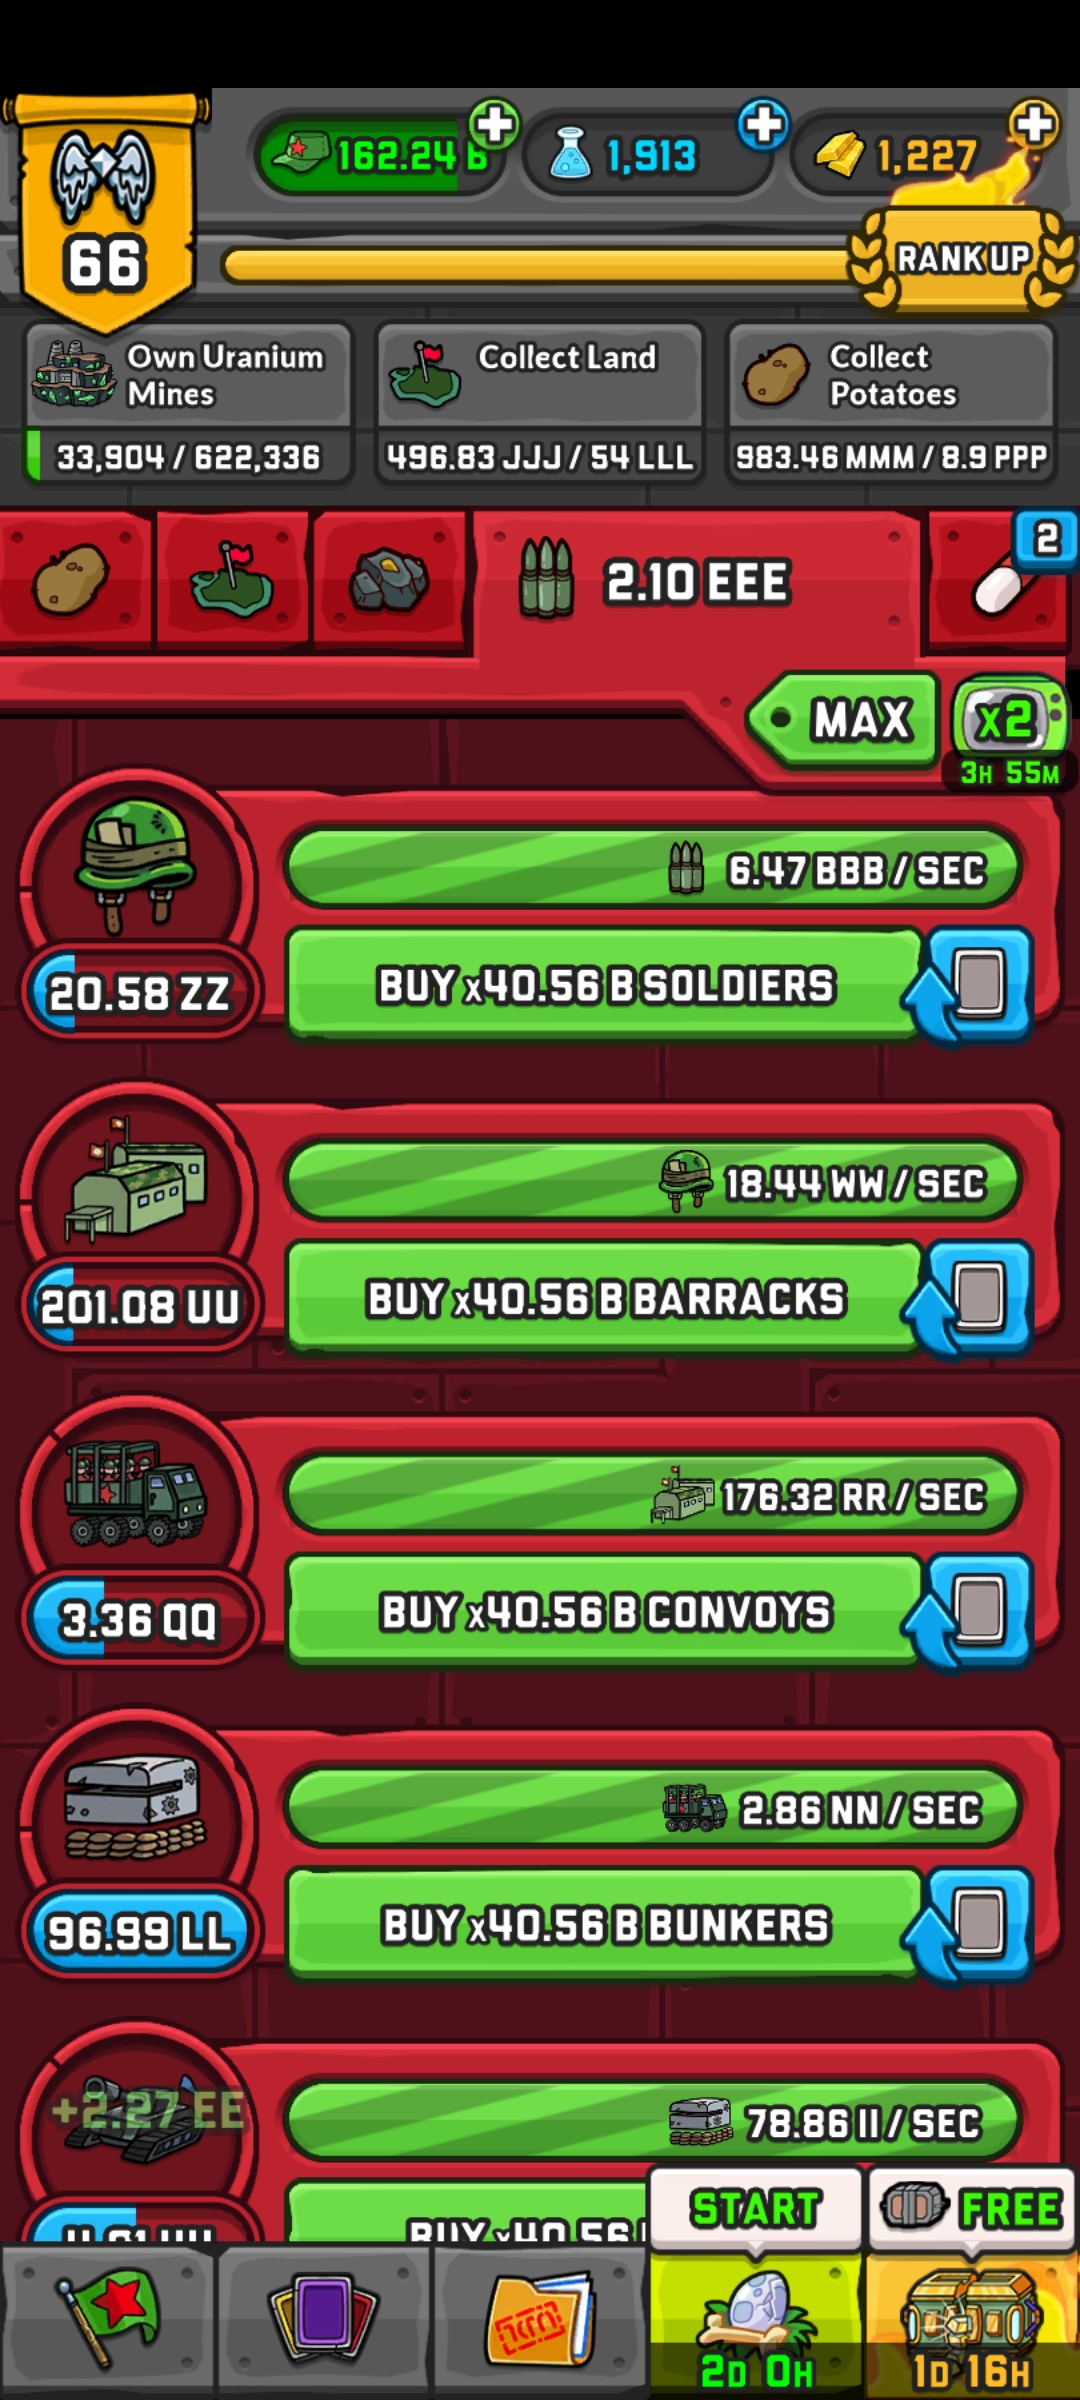 162.24 B
1,913
1,227
66
RANK UP
Own Uranium
Mines
33,904 / 622,336
Collect Land
496.83 JJJ / 54 LLL
Collect
Potatoes
983.46 MMM / 8.9 PPP
2.10 EEE
2
MAX
x2
3H 55M
6.47 BBB / SEC
20.58 ZZ
BUY x40.56 B SOLDIERS
18.44 WW / SEC
201.08 UU
BUY x40.56 B BARRACKS
176.32 RR / SEC
3.36 QQ
BUY x40.56 B CONVOYS
2.86 NN / SEC
96.99 LL
BUY x40.56 B BUNKERS
+2.27 EE
78.86 II / SEC
BUY x40.56
START
FREE
2D 0H
1D 16H